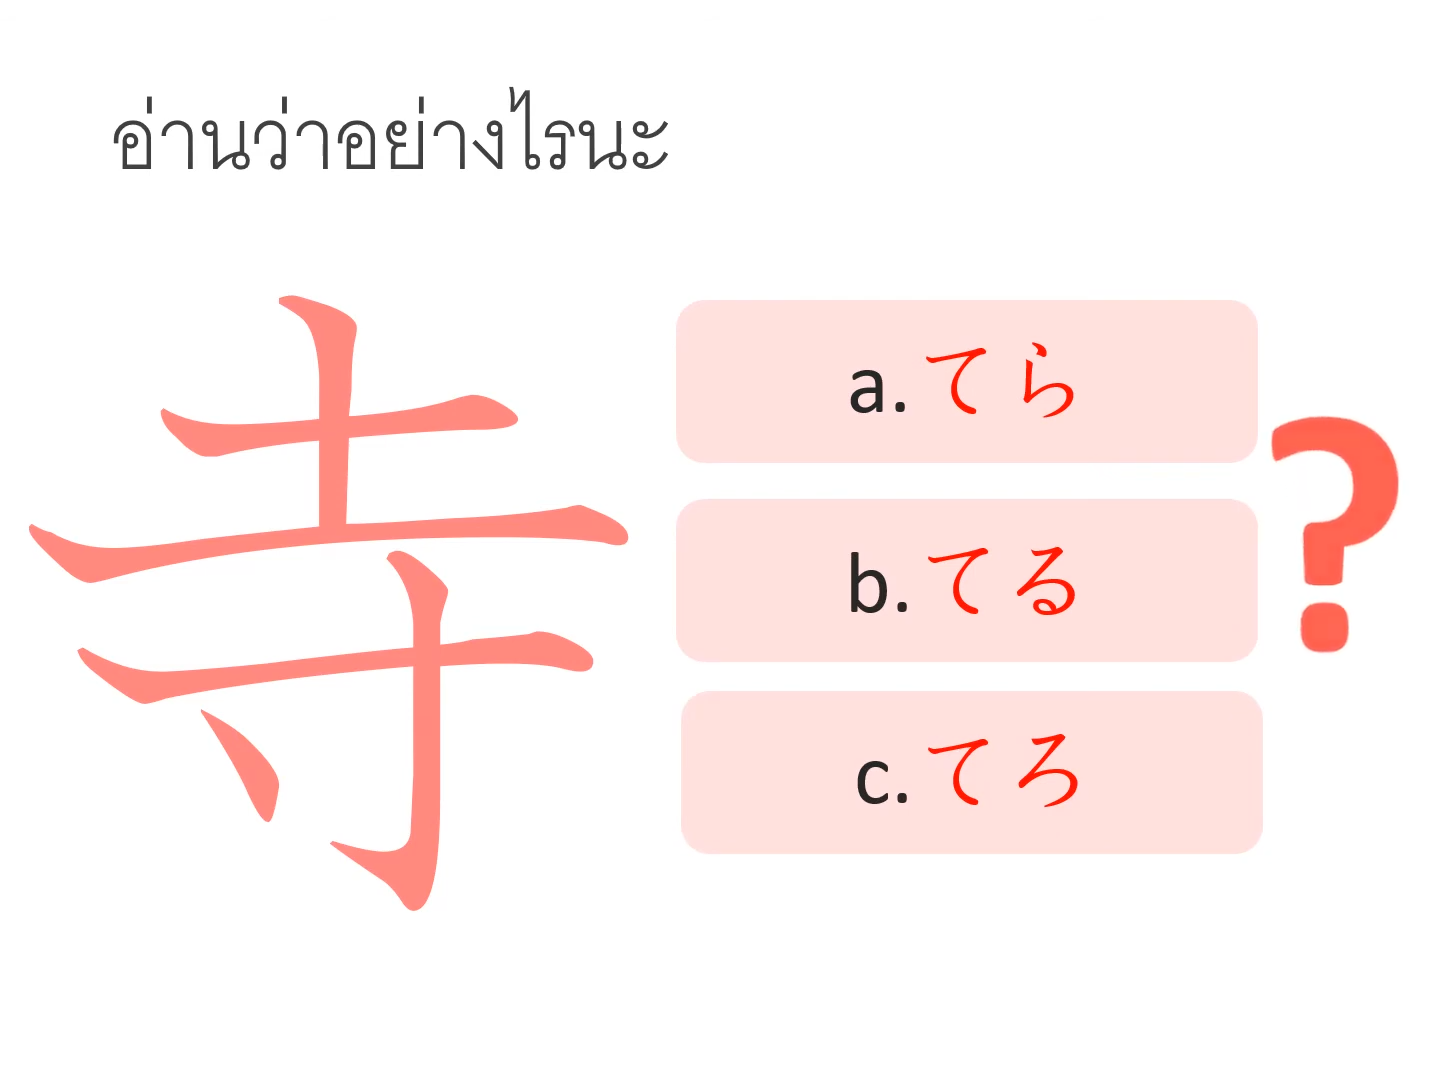 อ่านว่าอย่างไรนะ
寺
a. てら
b. てる
c. てろ
?